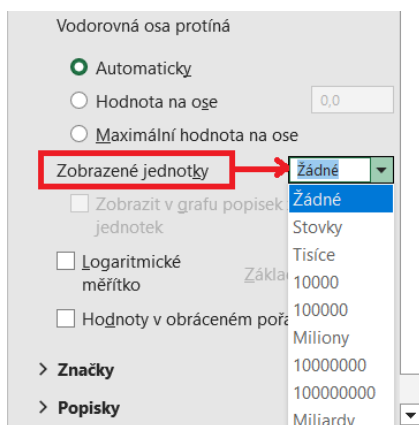 Vodorovná osa protíná
Automaticky
Hodnota na ose 0,0
Maximální hodnota na ose
Zobrazené jednotky Žádné
Zobrazit v grafu popisek
jednotek
Žádné
Stovky
Tisíce
10000
100000
Miliony
10000000
100000000
Miliardy
Logaritmické
měřítko
Hodnoty v obráceném
Značky
Popisky